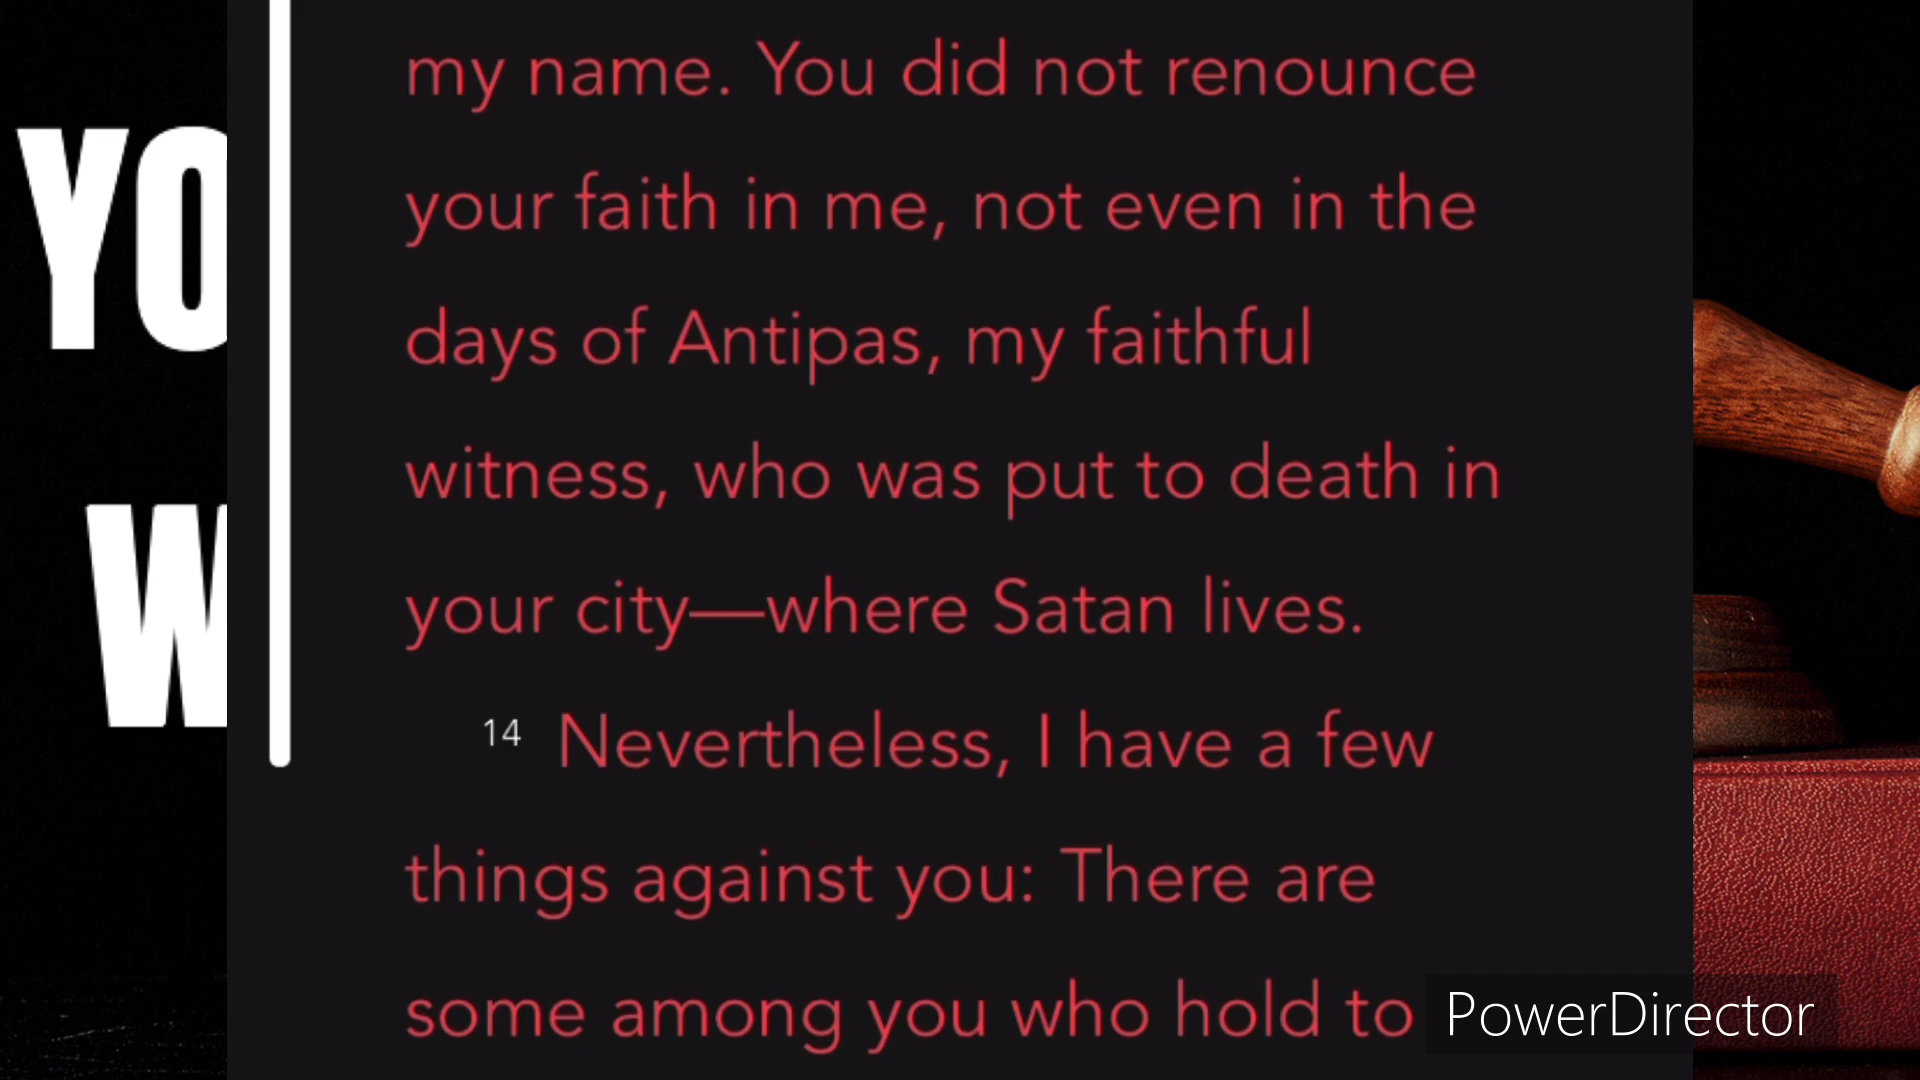 my name. You did not renounce
your faith in me, not even in the
days of Antipas, my faithful
witness, who was put to death in
your city—where Satan lives.
14 Nevertheless, I have a few
things against you: There are
some among you who hold to
YO
W
PowerDirector